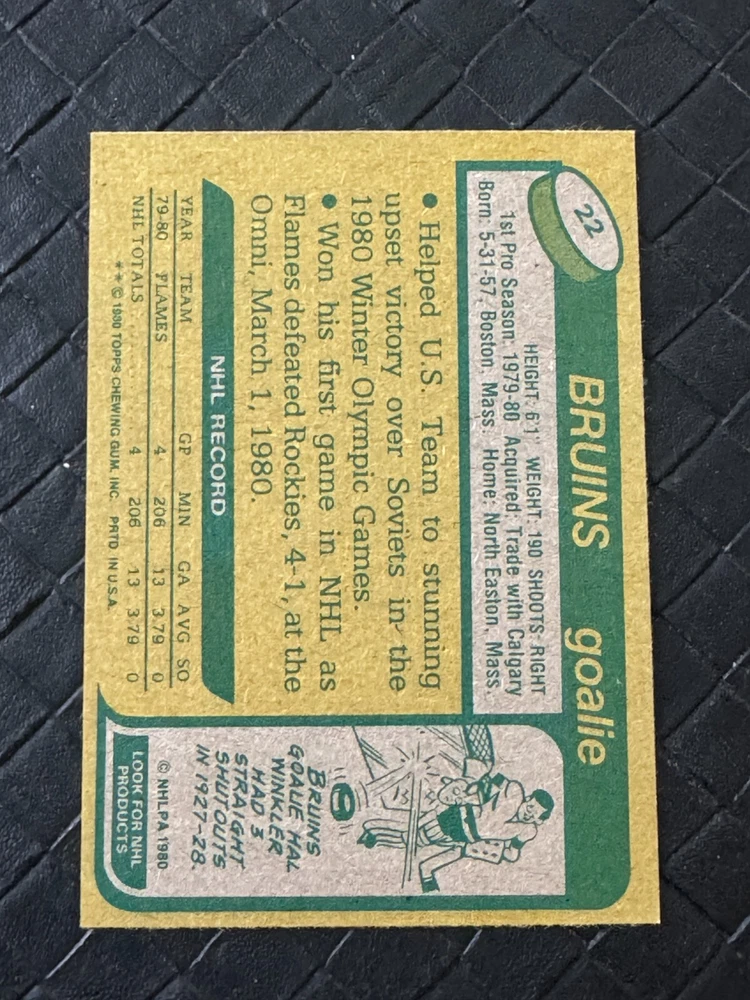 22
BRUINS goalie
HEIGHT: 6'1" WEIGHT: 190 SHOOTS: RIGHT
1st Pro Season: 1979-80 Acquired: Trade with Calgary
Born: 5-31-57, Boston, Mass. Home: North Easton, Mass.
● Helped U.S. Team to stunning
upset victory over Soviets in the
1980 Winter Olympic Games.
● Won his first game in NHL as
Flames defeated Rockies, 4-1, at the
Omni, March 1, 1980.
NHL RECORD
YEAR TEAM GP MIN GA AVG SO
79-80 FLAMES 4 206 13 3.79 0
NHL TOTALS 4 206 13 3.79 0
**© 1980 TOPPS CHEWING GUM, INC. PRTD. IN U.S.A.
BRUINS
GOALIE HAL
WINKLER
HAD 3
STRAIGHT
SHUTOUTS
IN 1927-28.
© NHLPA 1980
LOOK FOR NHL
PRODUCTS